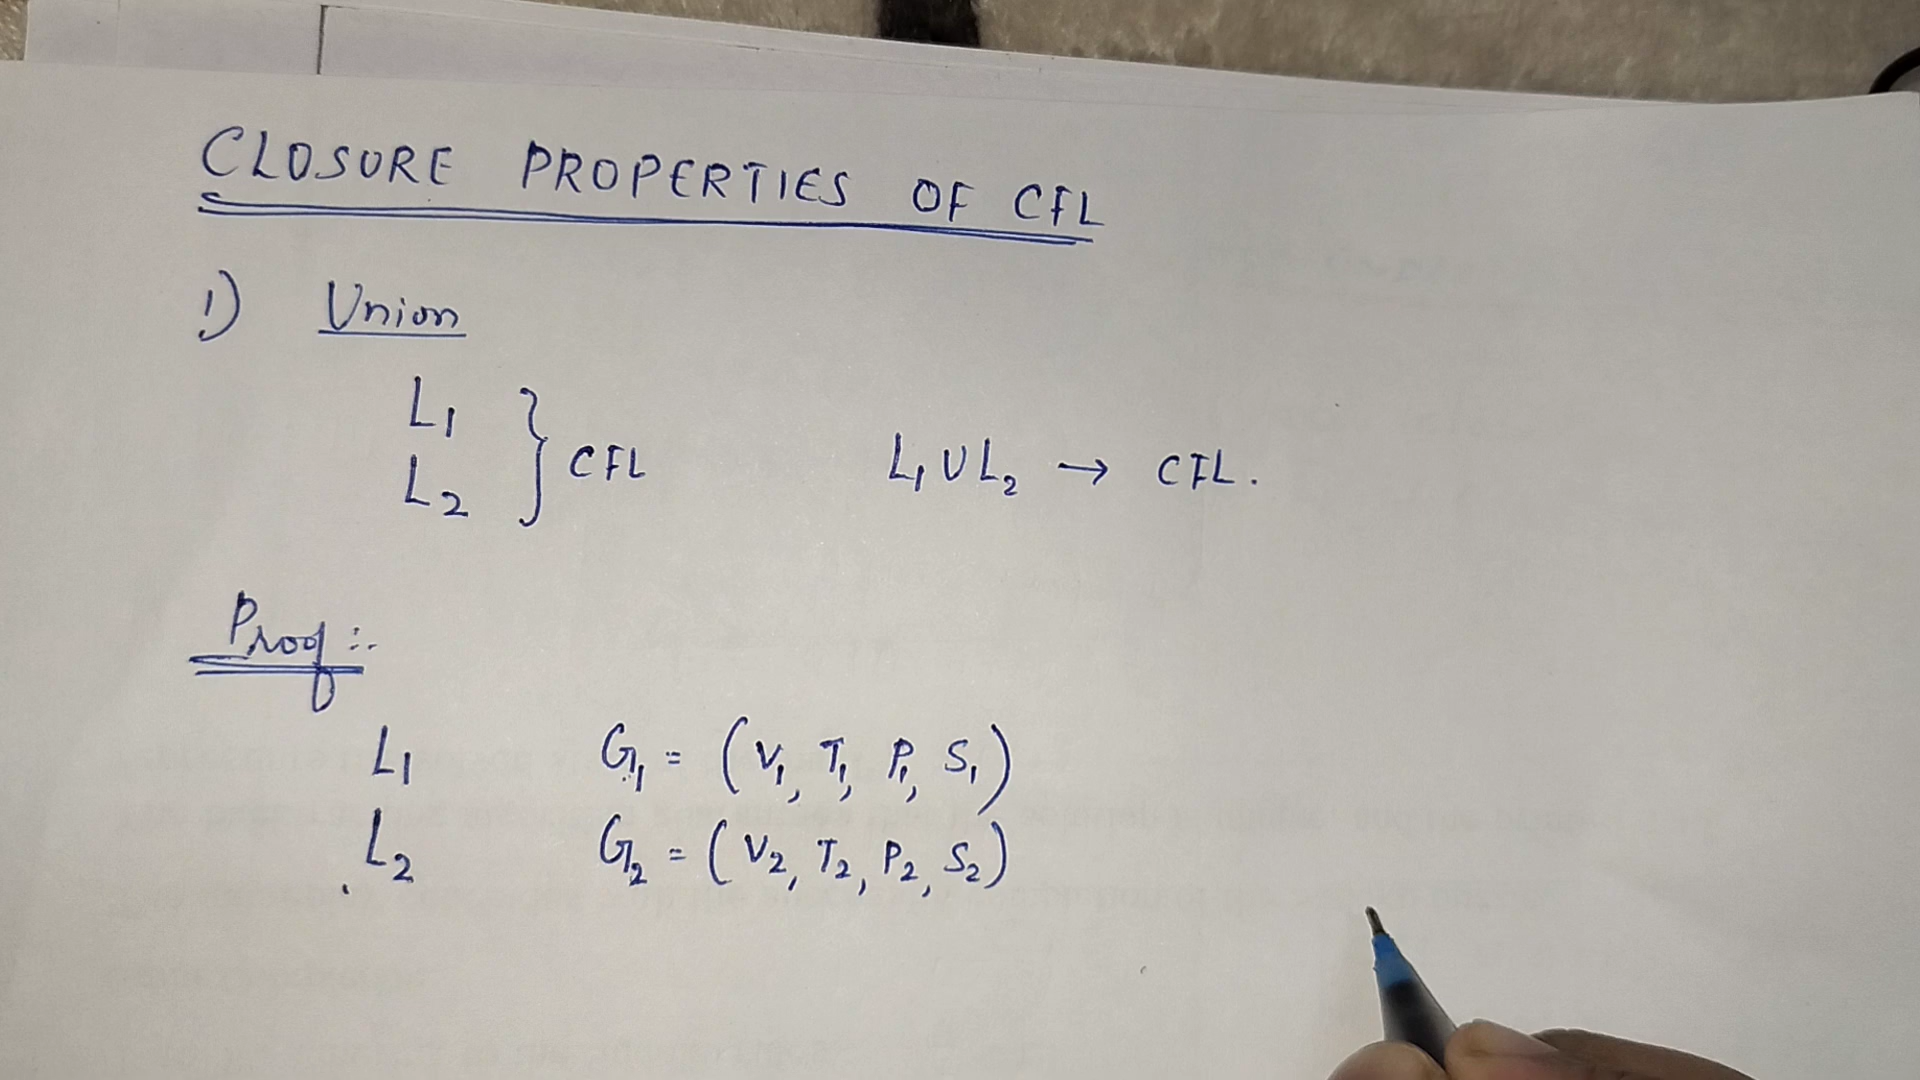 CLOSURE PROPERTIES OF CFL
1) Union
L₁
L₂ } CFL L₁ ∪ L₂ → CFL.
Proof :-
L₁ G₁ = (V₁, T₁, P₁, S₁)
L₂ G₂ = (V₂, T₂, P₂, S₂)